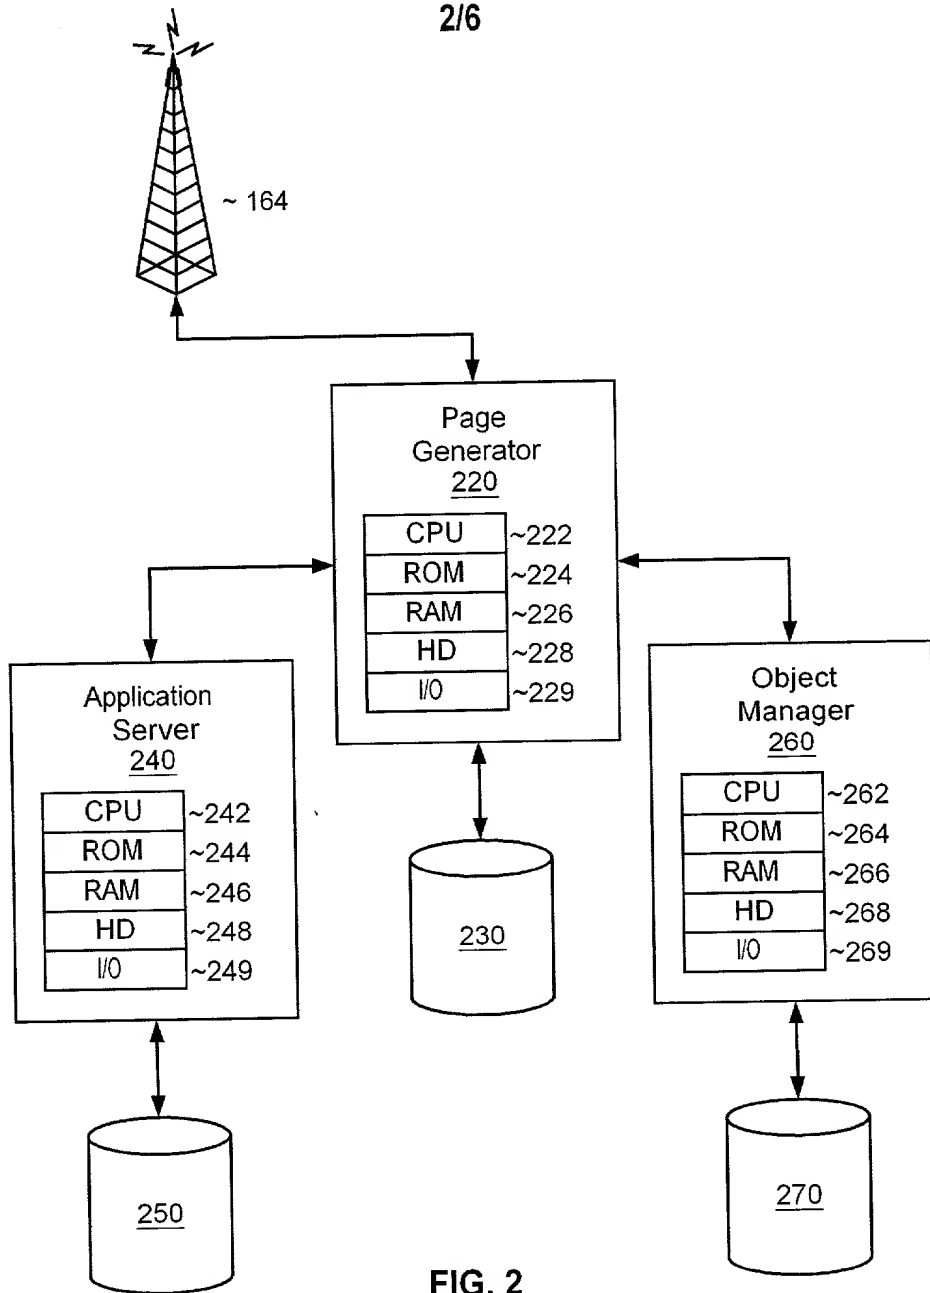 2/6
~ 164
Page
Generator
220
CPU ~222
ROM ~224
RAM ~226
HD ~228
I/O ~229
Application
Server
240
CPU ~242
ROM ~244
RAM ~246
HD ~248
I/O ~249
Object
Manager
260
CPU ~262
ROM ~264
RAM ~266
HD ~268
I/O ~269
230
250
270
FIG. 2